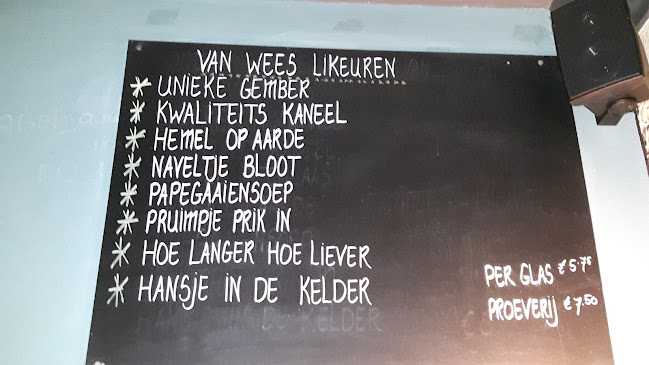 VAN WEES LIKEUREN
* UNIEKE GEMBER
* KWALITEITS KANEEL
* HEMEL OP AARDE
* NAVELTJE BLOOT
* PAPEGAAIENSOEP
* PRUIMPJE PRIK IN
* HOE LANGER HOE LIEVER
* HANSJE IN DE KELDER
PER GLAS € 5.75
PROEVERIJ € 7.50